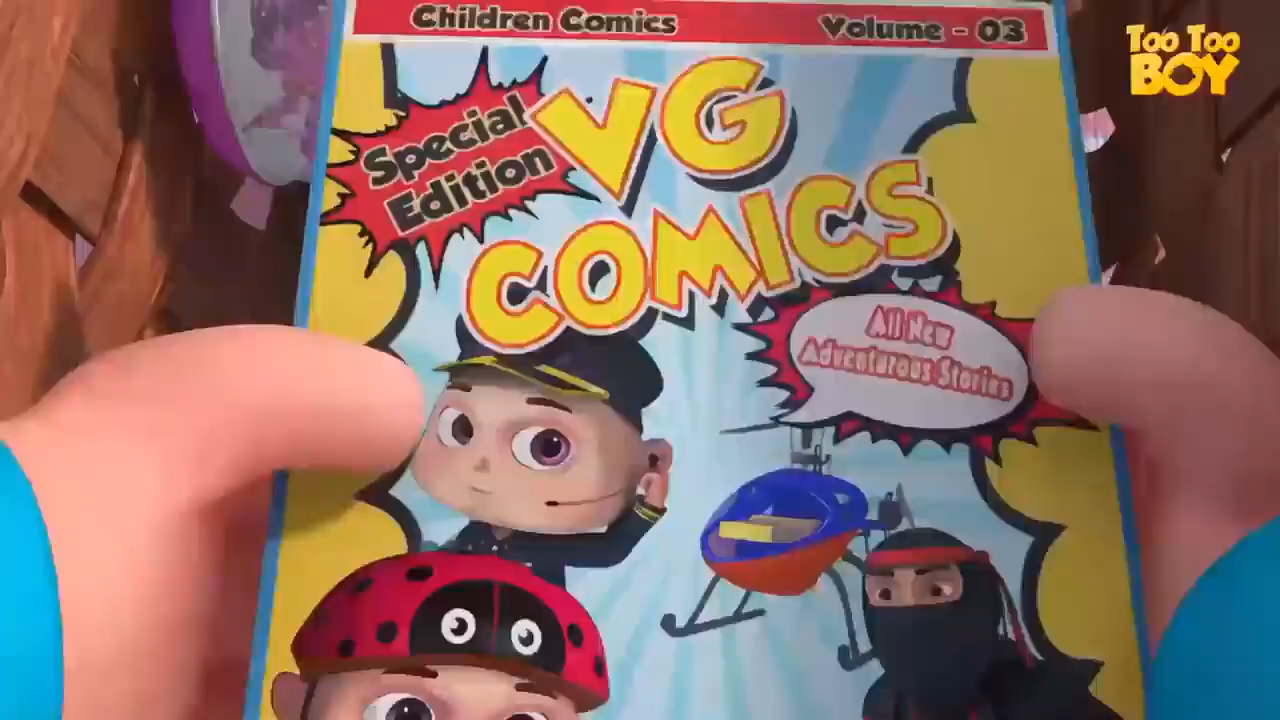 Children Comics
Volume - 03
Too Too
BOY
Special
Edition
VG
COMICS
All New
Adventurous Stories